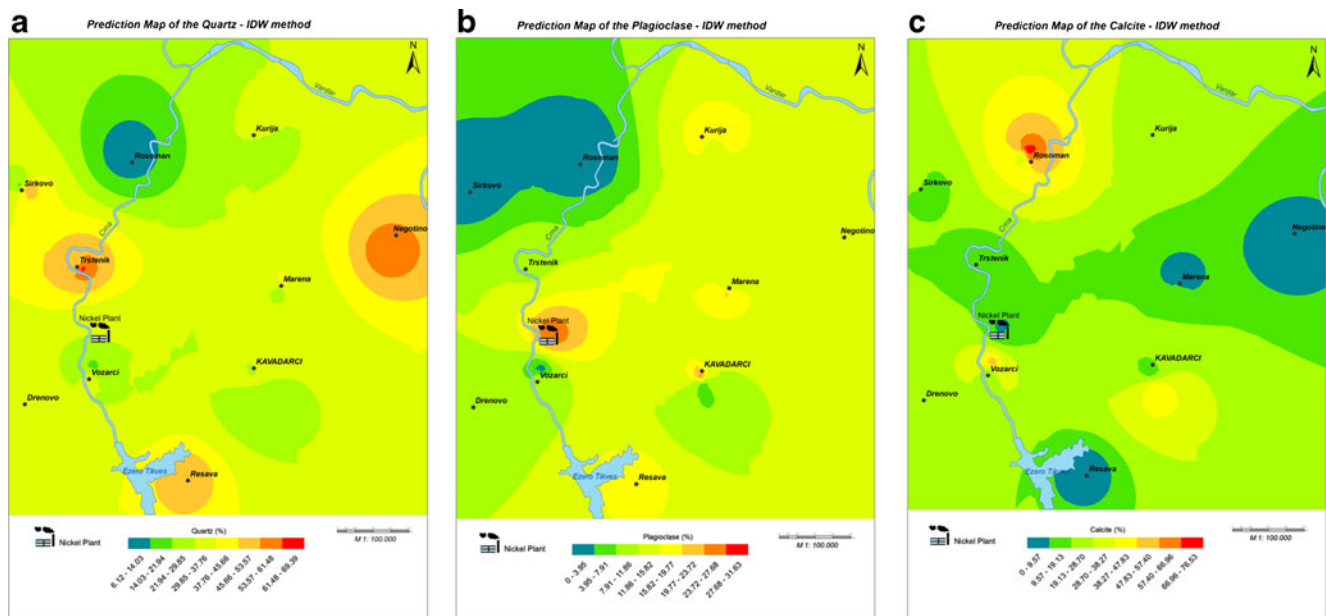 a
Prediction Map of the Quartz - IDW method
N
Vardar
Kurija
Rosoman
Sirkovo
Crna
Negotino
Trstenik
Marena
Nickel Plant
KAVADARCI
Vozarci
Drenovo
Ezero Tikves
Resava
Nickel Plant
Quartz (%)
6.12 - 14.03
14.03 - 21.94
21.94 - 29.85
29.85 - 37.76
37.76 - 45.66
45.66 - 53.57
53.57 - 61.48
61.48 - 69.39
M 1: 100.000
b
Prediction Map of the Plagioclase - IDW method
N
Vardar
Kurija
Rosoman
Sirkovo
Crna
Negotino
Trstenik
Marena
Nickel Plant
KAVADARCI
Vozarci
Drenovo
Ezero Tikves
Resava
Nickel Plant
Plagioclase (%)
0 - 3.95
3.95 - 7.91
7.91 - 11.86
11.86 - 15.82
15.82 - 19.77
19.77 - 23.72
23.72 - 27.68
27.68 - 31.63
M 1: 100.000
c
Prediction Map of the Calcite - IDW method
N
Vardar
Kurija
Rosoman
Sirkovo
Crna
Negotino
Trstenik
Marena
Nickel Plant
KAVADARCI
Vozarci
Drenovo
Ezero Tikves
Resava
Nickel Plant
Calcite (%)
0 - 9.57
9.57 - 19.13
19.13 - 28.70
28.70 - 38.27
38.27 - 47.83
47.83 - 57.40
57.40 - 66.96
66.96 - 76.53
M 1: 100.000